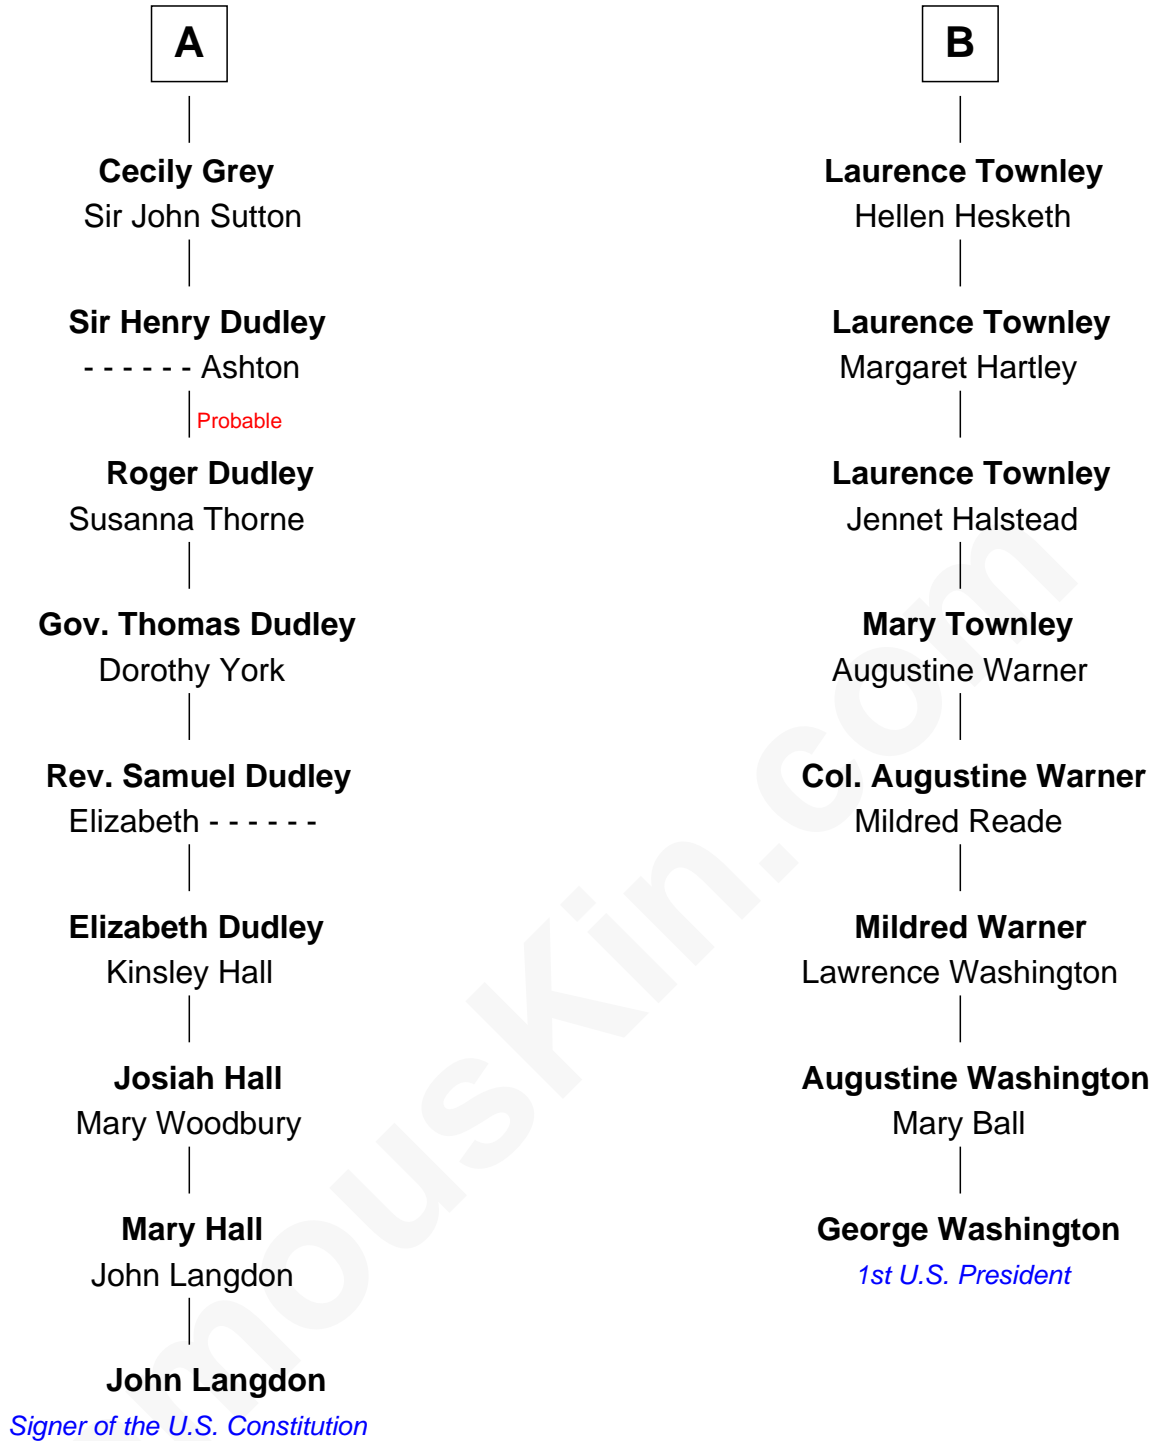 A
Cecily Grey
Sir John Sutton
Sir Henry Dudley
- - - - - - Ashton
Probable
Roger Dudley
Susanna Thorne
Gov. Thomas Dudley
Dorothy York
Rev. Samuel Dudley
Elizabeth - - - - - -
Elizabeth Dudley
Kinsley Hall
Josiah Hall
Mary Woodbury
Mary Hall
John Langdon
John Langdon
Signer of the U.S. Constitution
B
Laurence Townley
Hellen Hesketh
Laurence Townley
Margaret Hartley
Laurence Townley
Jennet Halstead
Mary Townley
Augustine Warner
Col. Augustine Warner
Mildred Reade
Mildred Warner
Lawrence Washington
Augustine Washington
Mary Ball
George Washington
1st U.S. President
mouskin.com